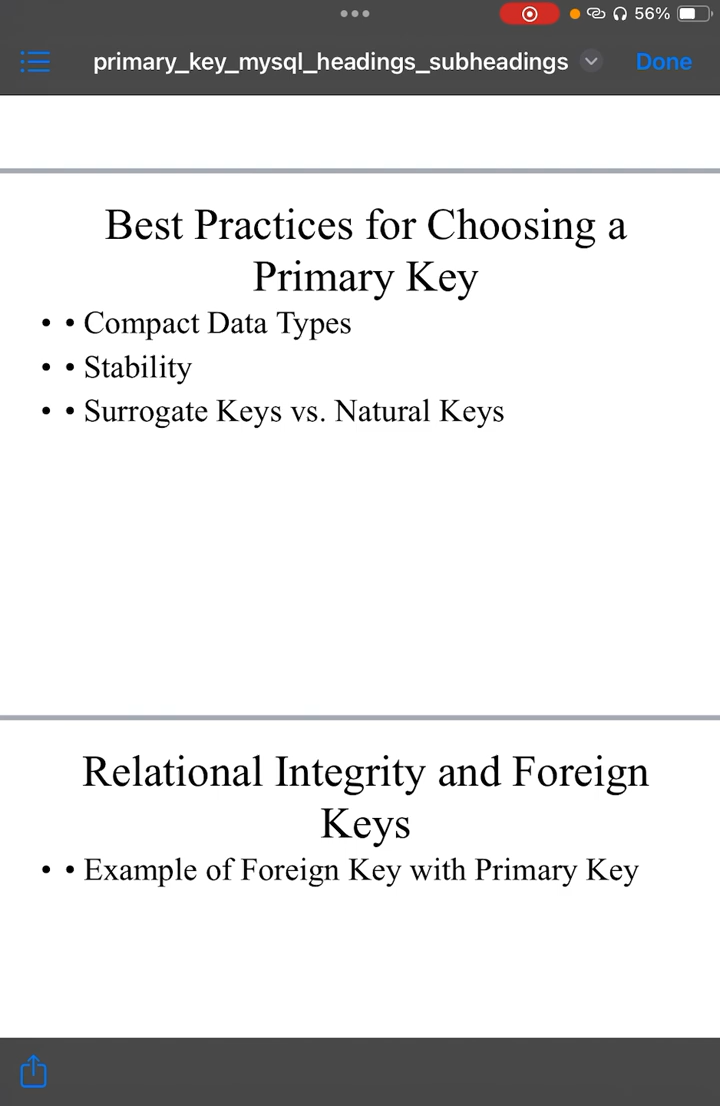 56%
primary_key_mysql_headings_subheadings
Done
Best Practices for Choosing a
Primary Key
• • Compact Data Types
• • Stability
• • Surrogate Keys vs. Natural Keys
Relational Integrity and Foreign
Keys
• • Example of Foreign Key with Primary Key